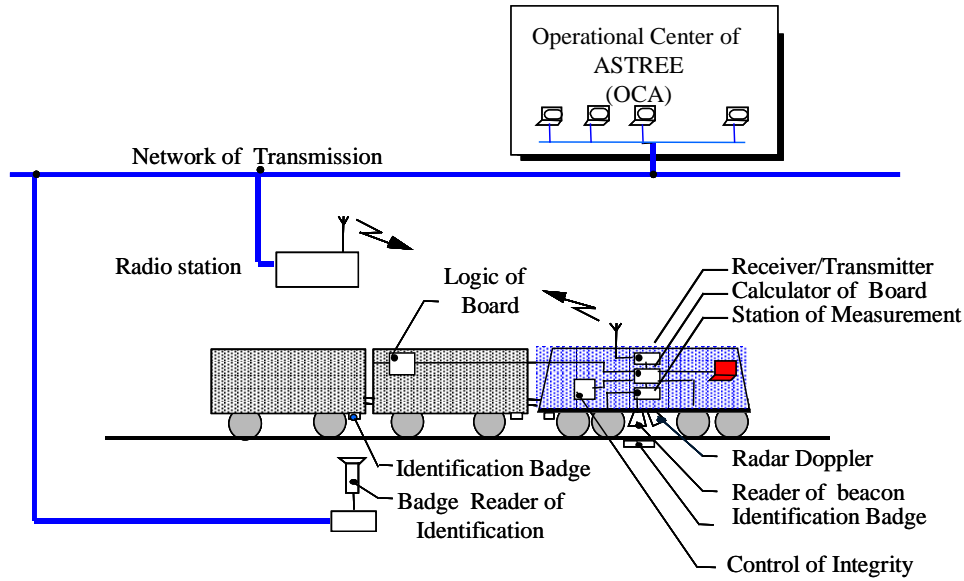 Operational Center of
ASTREE
(OCA)
Network of Transmission
Radio station
Logic of
Board
Receiver/Transmitter
Calculator of Board
Station of Measurement
Identification Badge
Badge Reader of
Identification
Radar Doppler
Reader of beacon
Identification Badge
Control of Integrity